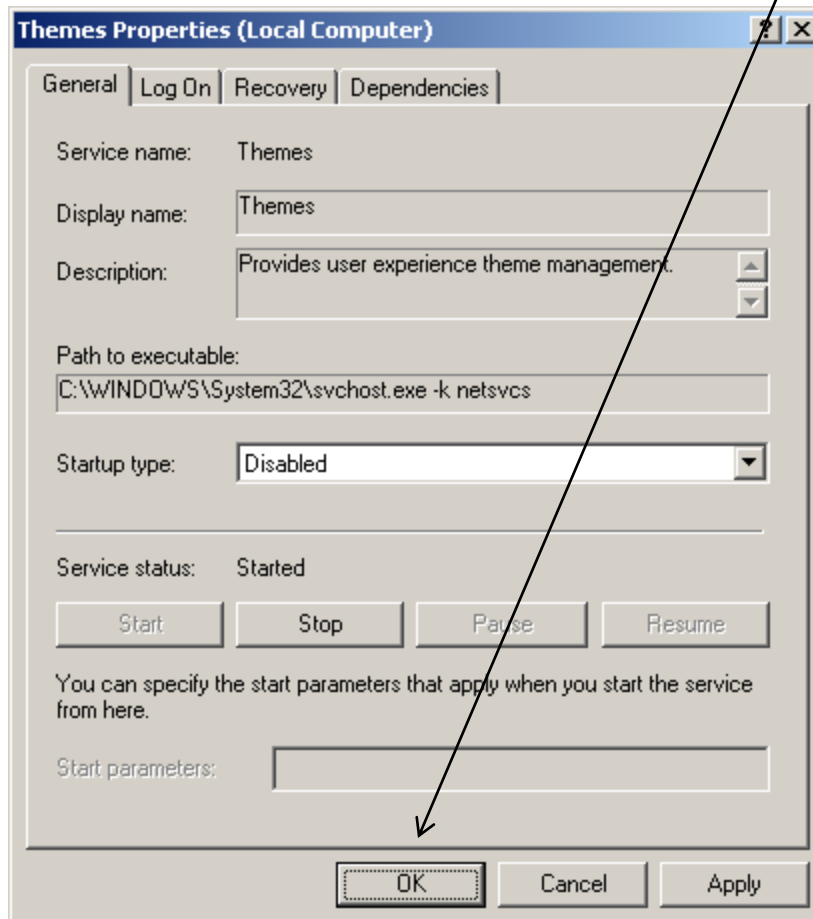 Themes Properties (Local Computer)
General Log On Recovery Dependencies
Service name: Themes
Display name: Themes
Description: Provides user experience theme management.
Path to executable:
C:\WINDOWS\System32\svchost.exe -k netsvcs
Startup type: Disabled
Service status: Started
Start Stop Pause Resume
You can specify the start parameters that apply when you start the service
from here.
Start parameters:
OK Cancel Apply